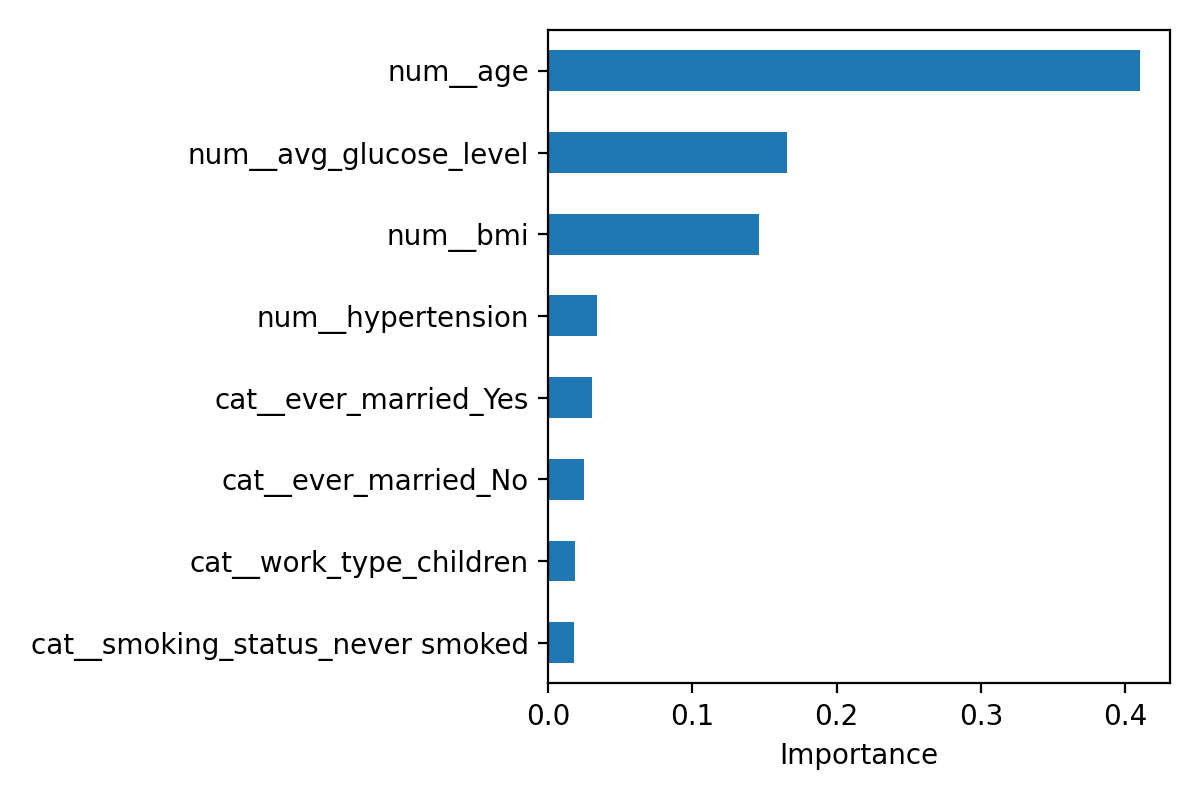 num__age
num__avg_glucose_level
num__bmi
num__hypertension
cat__ever_married_Yes
cat__ever_married_No
cat__work_type_children
cat__smoking_status_never smoked
0.0 0.1 0.2 0.3 0.4
Importance